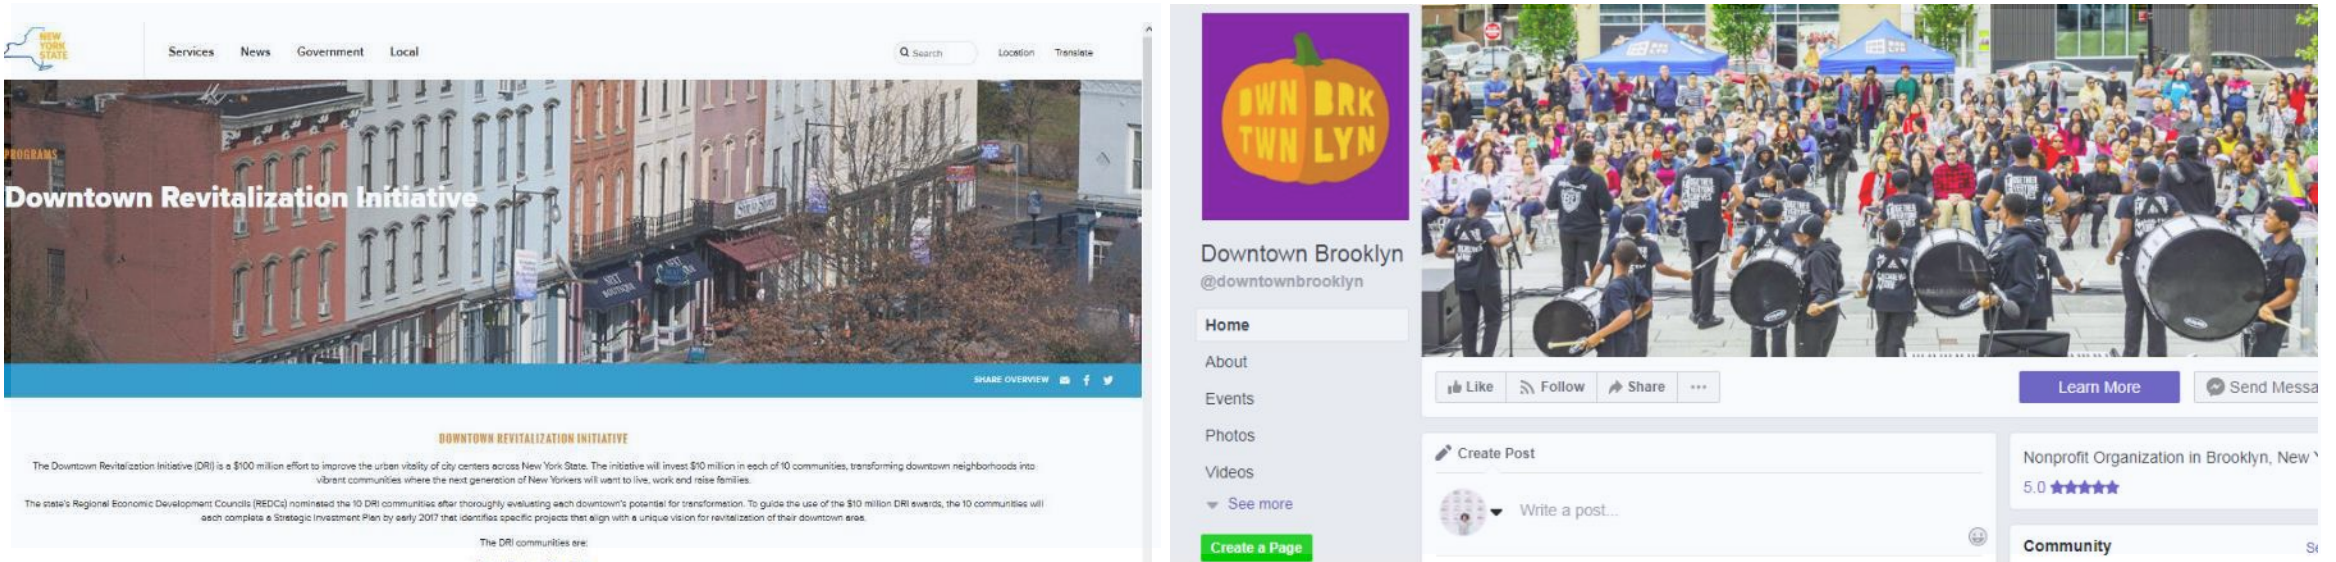 NEW
YORK
STATE
Services News Government Local
Search
Location Translate
PROGRAMS
Downtown Revitalization Initiative
SHARE OVERVIEW
DOWNTOWN REVITALIZATION INITIATIVE
The Downtown Revitalization Initiative (DRI) is a $100 million effort to improve the urban vitality of city centers across New York State. The initiative will invest $10 million in each of 10 communities, transforming downtown neighborhoods into
vibrant communities where the next generation of New Yorkers will want to live, work and raise families.
The state's Regional Economic Development Councils (REDCs) nominated the 10 DRI communities after thoroughly evaluating each downtown's potential for transformation. To guide the use of the $10 million DRI awards, the 10 communities will
each complete a Strategic Investment Plan by early 2017 that identifies specific projects that align with a unique vision for revitalization of their downtown area.
The DRI communities are:
DWN BRK
TWN LYN
Downtown Brooklyn
@downtownbrooklyn
Home
About
Events
Photos
Videos
See more
Create a Page
Like Follow Share ...
Learn More Send Messa
Create Post
Write a post...
Nonprofit Organization in Brooklyn, New
5.0
Community